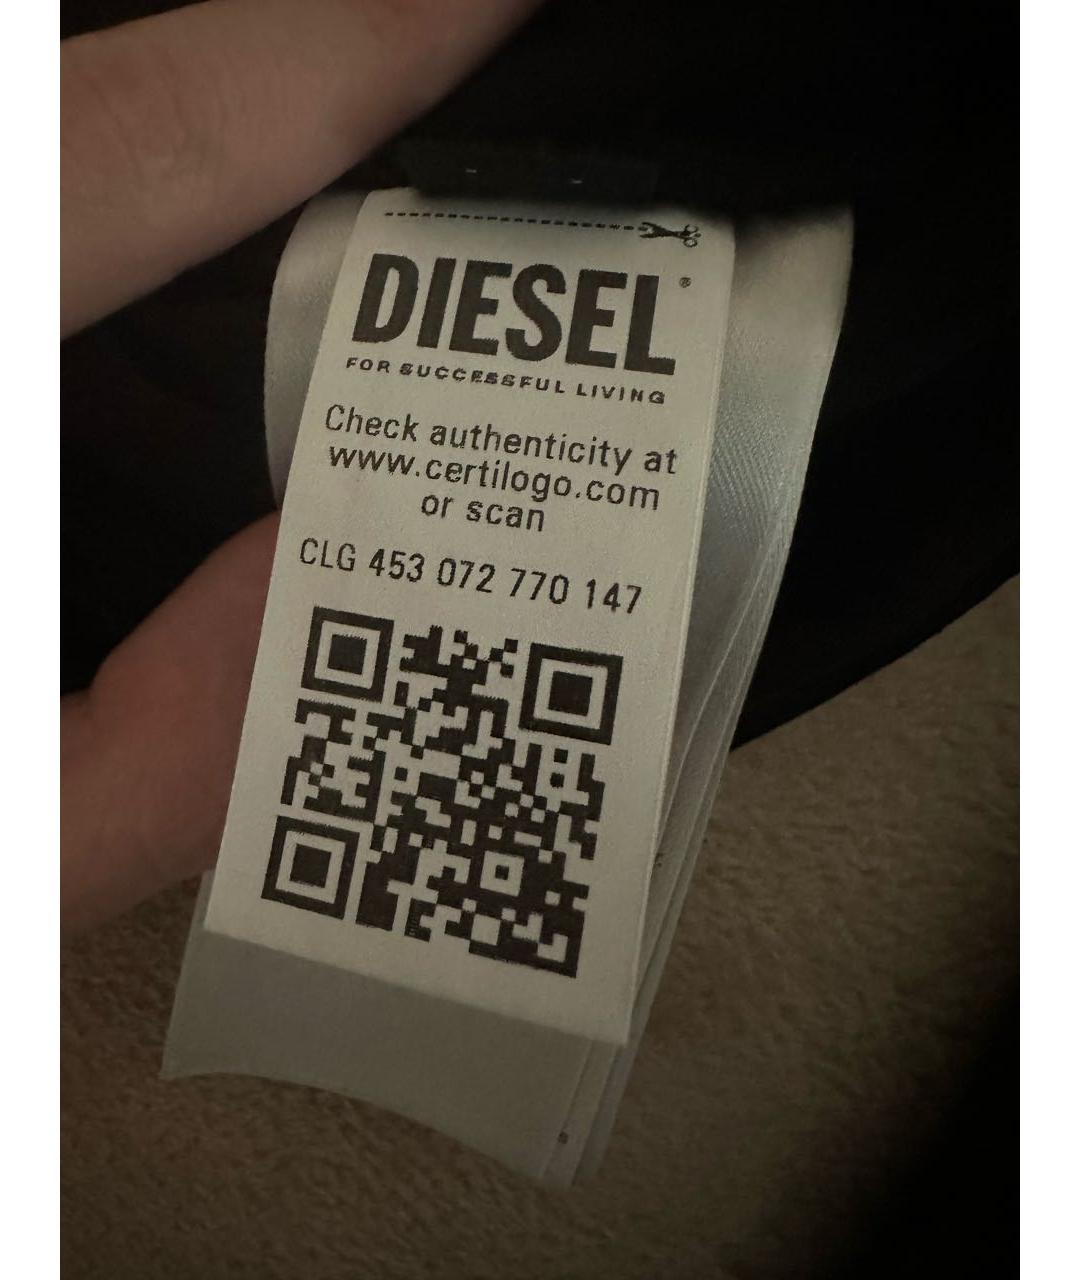 DIESEL®
FOR SUCCESSFUL LIVING
Check authenticity at
www.certilogo.com
or scan
CLG 453 072 770 147